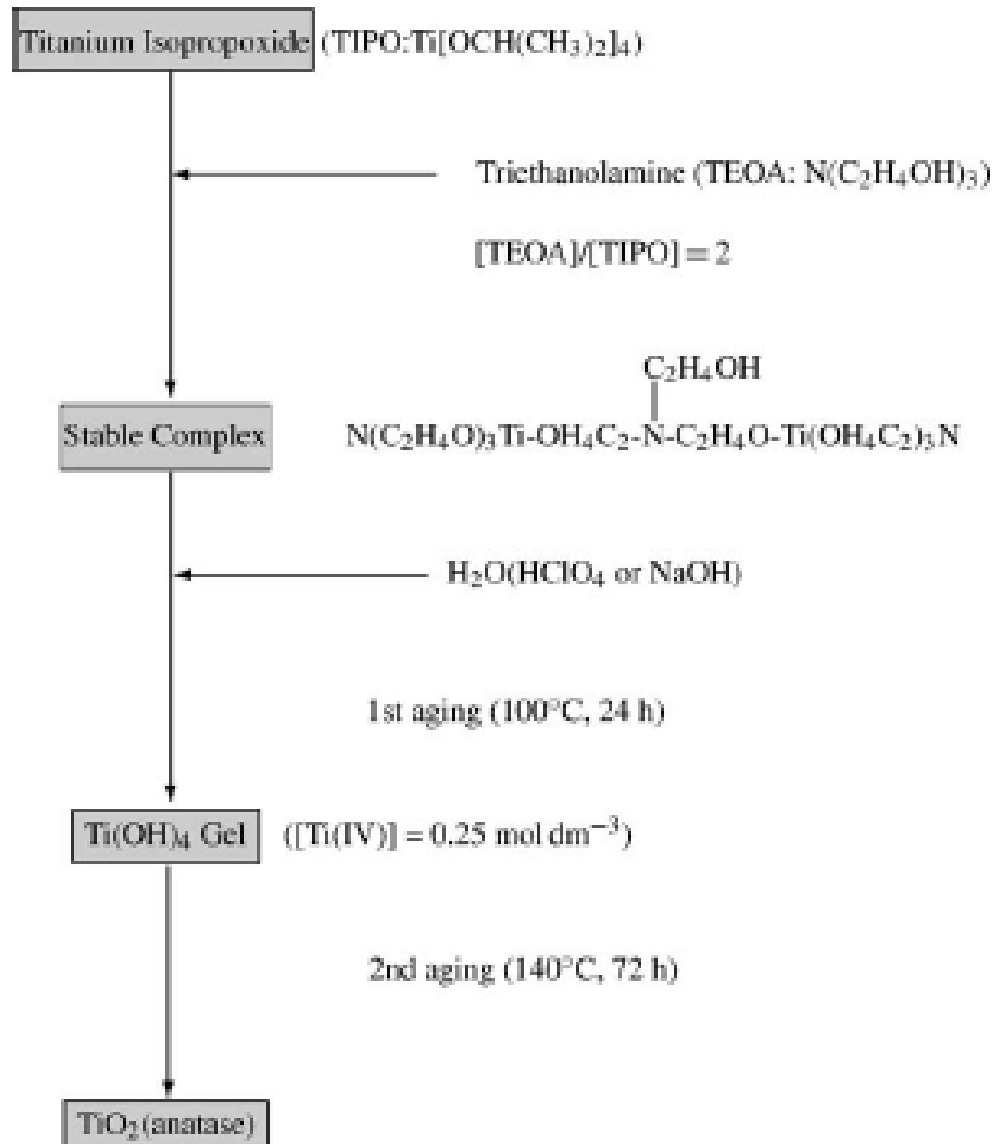 Titanium Isopropoxide (TIPO:Ti[OCH(CH₃)₂]₄)
Triethanolamine (TEOA: N(C₂H₄OH)₃)
[TEOA]/[TIPO] = 2
C₂H₄OH
Stable Complex N(C₂H₄O)₃Ti-OH₄C₂-N-C₂H₄O-Ti(OH₄C₂)₃N
H₂O(HClO₄ or NaOH)
1st aging (100°C, 24 h)
Ti(OH)₄ Gel ([Ti(IV)] = 0.25 mol dm⁻³)
2nd aging (140°C, 72 h)
TiO₂(anatase)